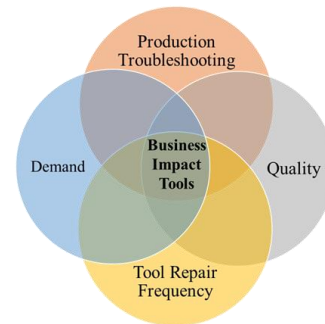 Production
Troubleshooting
Demand
Business
Impact
Tools
Quality
Tool Repair
Frequency